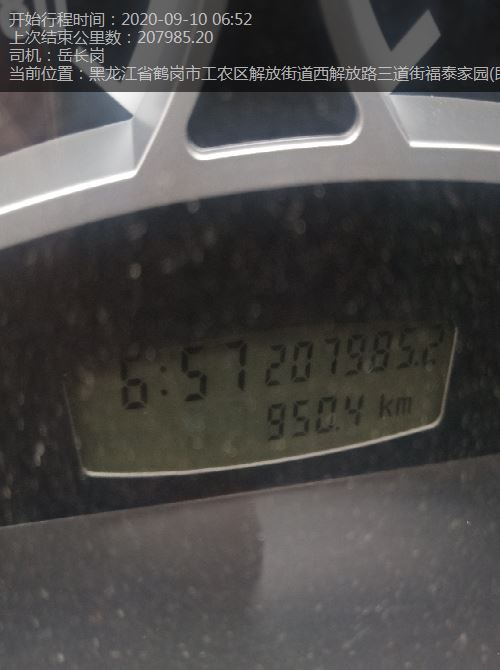 开始行程时间：2020-09-10 06:52
上次结束公里数：207985.20
司机：岳长岗
当前位置：黑龙江省鹤岗市工农区解放街道西解放路三道街福泰家园(
6:57 207985.2
950.4 km